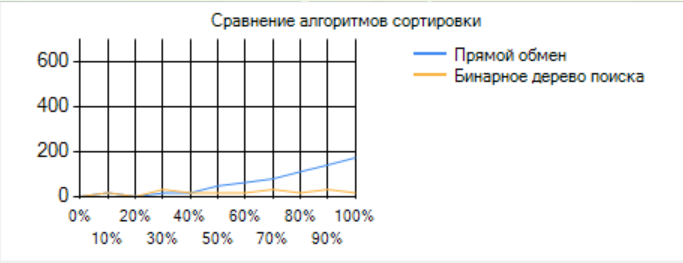 Сравнение алгоритмов сортировки
Прямой обмен
Бинарное дерево поиска
600
400
200
0
0% 20% 40% 60% 80% 100%
10% 30% 50% 70% 90%